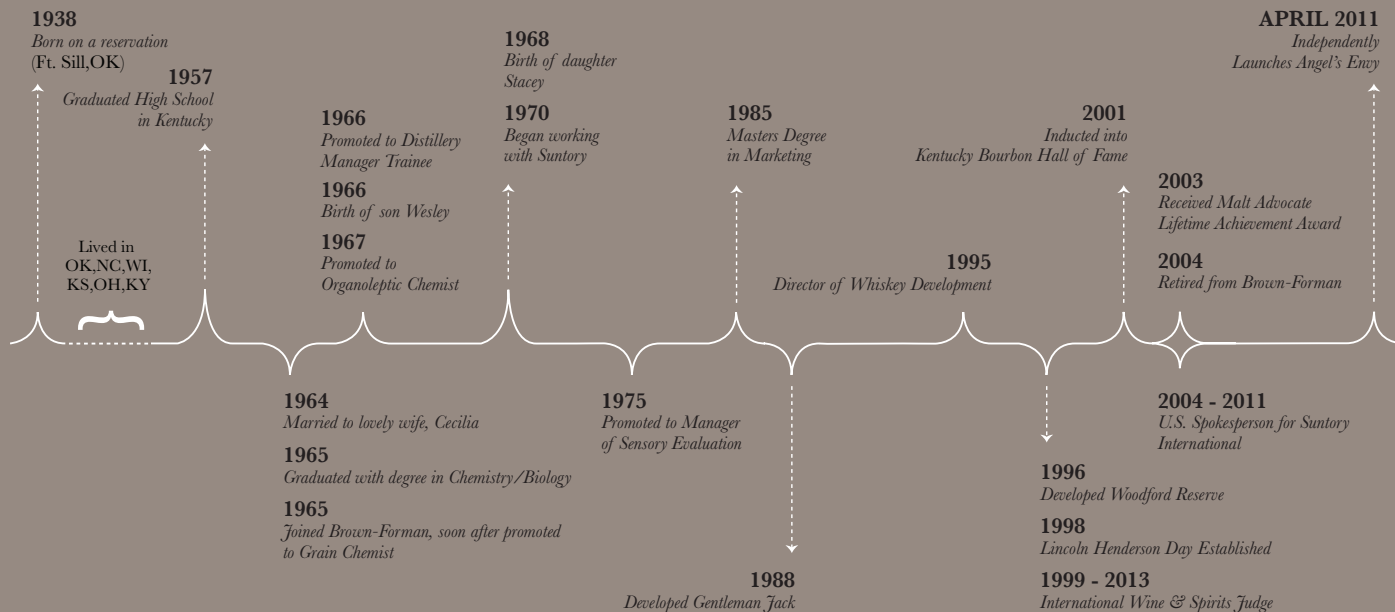 1938
Born on a reservation
(Ft. Sill,OK)
1957
Graduated High School
in Kentucky
Lived in
OK,NC,WI,
KS,OH,KY
1964
Married to lovely wife, Cecilia
1965
Graduated with degree in Chemistry/Biology
1965
Joined Brown-Forman, soon after promoted
to Grain Chemist
1966
Promoted to Distillery
Manager Trainee
1966
Birth of son Wesley
1967
Promoted to
Organoleptic Chemist
1968
Birth of daughter
Stacey
1970
Began working
with Suntory
1975
Promoted to Manager
of Sensory Evaluation
1985
Masters Degree
in Marketing
1988
Developed Gentleman Jack
1995
Director of Whiskey Development
1996
Developed Woodford Reserve
1998
Lincoln Henderson Day Established
1999 - 2013
International Wine & Spirits Judge
2001
Inducted into
Kentucky Bourbon Hall of Fame
2003
Received Malt Advocate
Lifetime Achievement Award
2004
Retired from Brown-Forman
2004 - 2011
U.S. Spokesperson for Suntory
International
APRIL 2011
Independently
Launches Angel's Envy